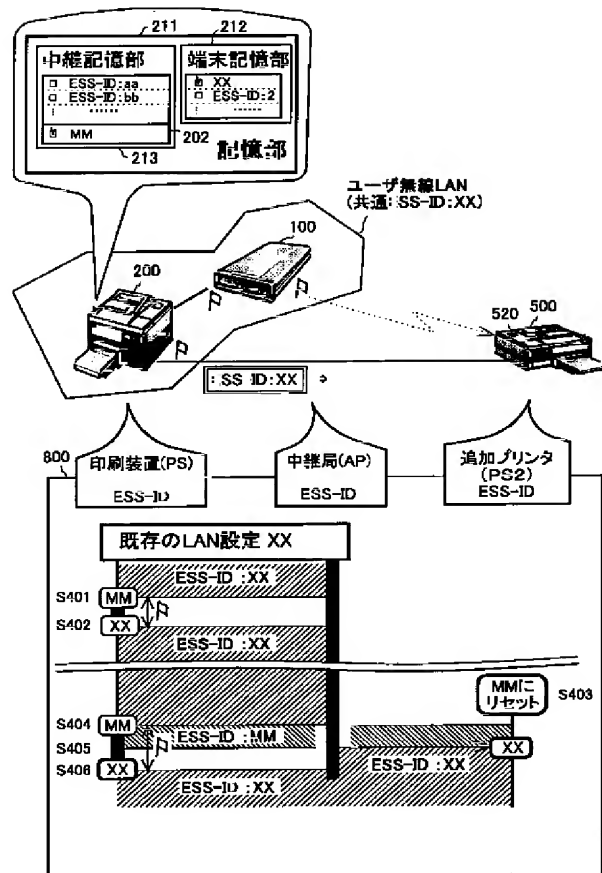 211
212
中継記憶部
ESS-ID:aa
ESS-ID:bb
......
MM
端末記憶部
XX
ESS-ID:2
......
202
記憶部
213
ユーザ無線LAN
(共通:SS-ID:XX)
100
200
520
500
:SS-ID:XX
800
印刷装置(PS)
ESS-ID
中継局(AP)
ESS-ID
追加プリンタ
(PS2)
ESS-ID
既存のLAN設定 XX
ESS-ID :XX
S401
MM
S402
XX
ESS-ID :XX
MMに
リセット
S403
S404
MM
ESS-ID:MM
S405
XX
ESS-ID :XX
S406
XX
ESS-ID :XX